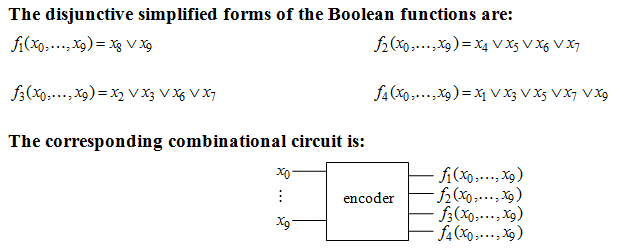 The disjunctive simplified forms of the Boolean functions are:
f₁(x₀,…,x₉) = x₈ ∨ x₉ f₂(x₀,…,x₉) = x₄ ∨ x₅ ∨ x₆ ∨ x₇
f₃(x₀,…,x₉) = x₂ ∨ x₃ ∨ x₆ ∨ x₇ f₄(x₀,…,x₉) = x₁ ∨ x₃ ∨ x₅ ∨ x₇ ∨ x₉
The corresponding combinational circuit is:
x₀
⋮
x₉
encoder
f₁(x₀,…,x₉)
f₂(x₀,…,x₉)
f₃(x₀,…,x₉)
f₄(x₀,…,x₉)